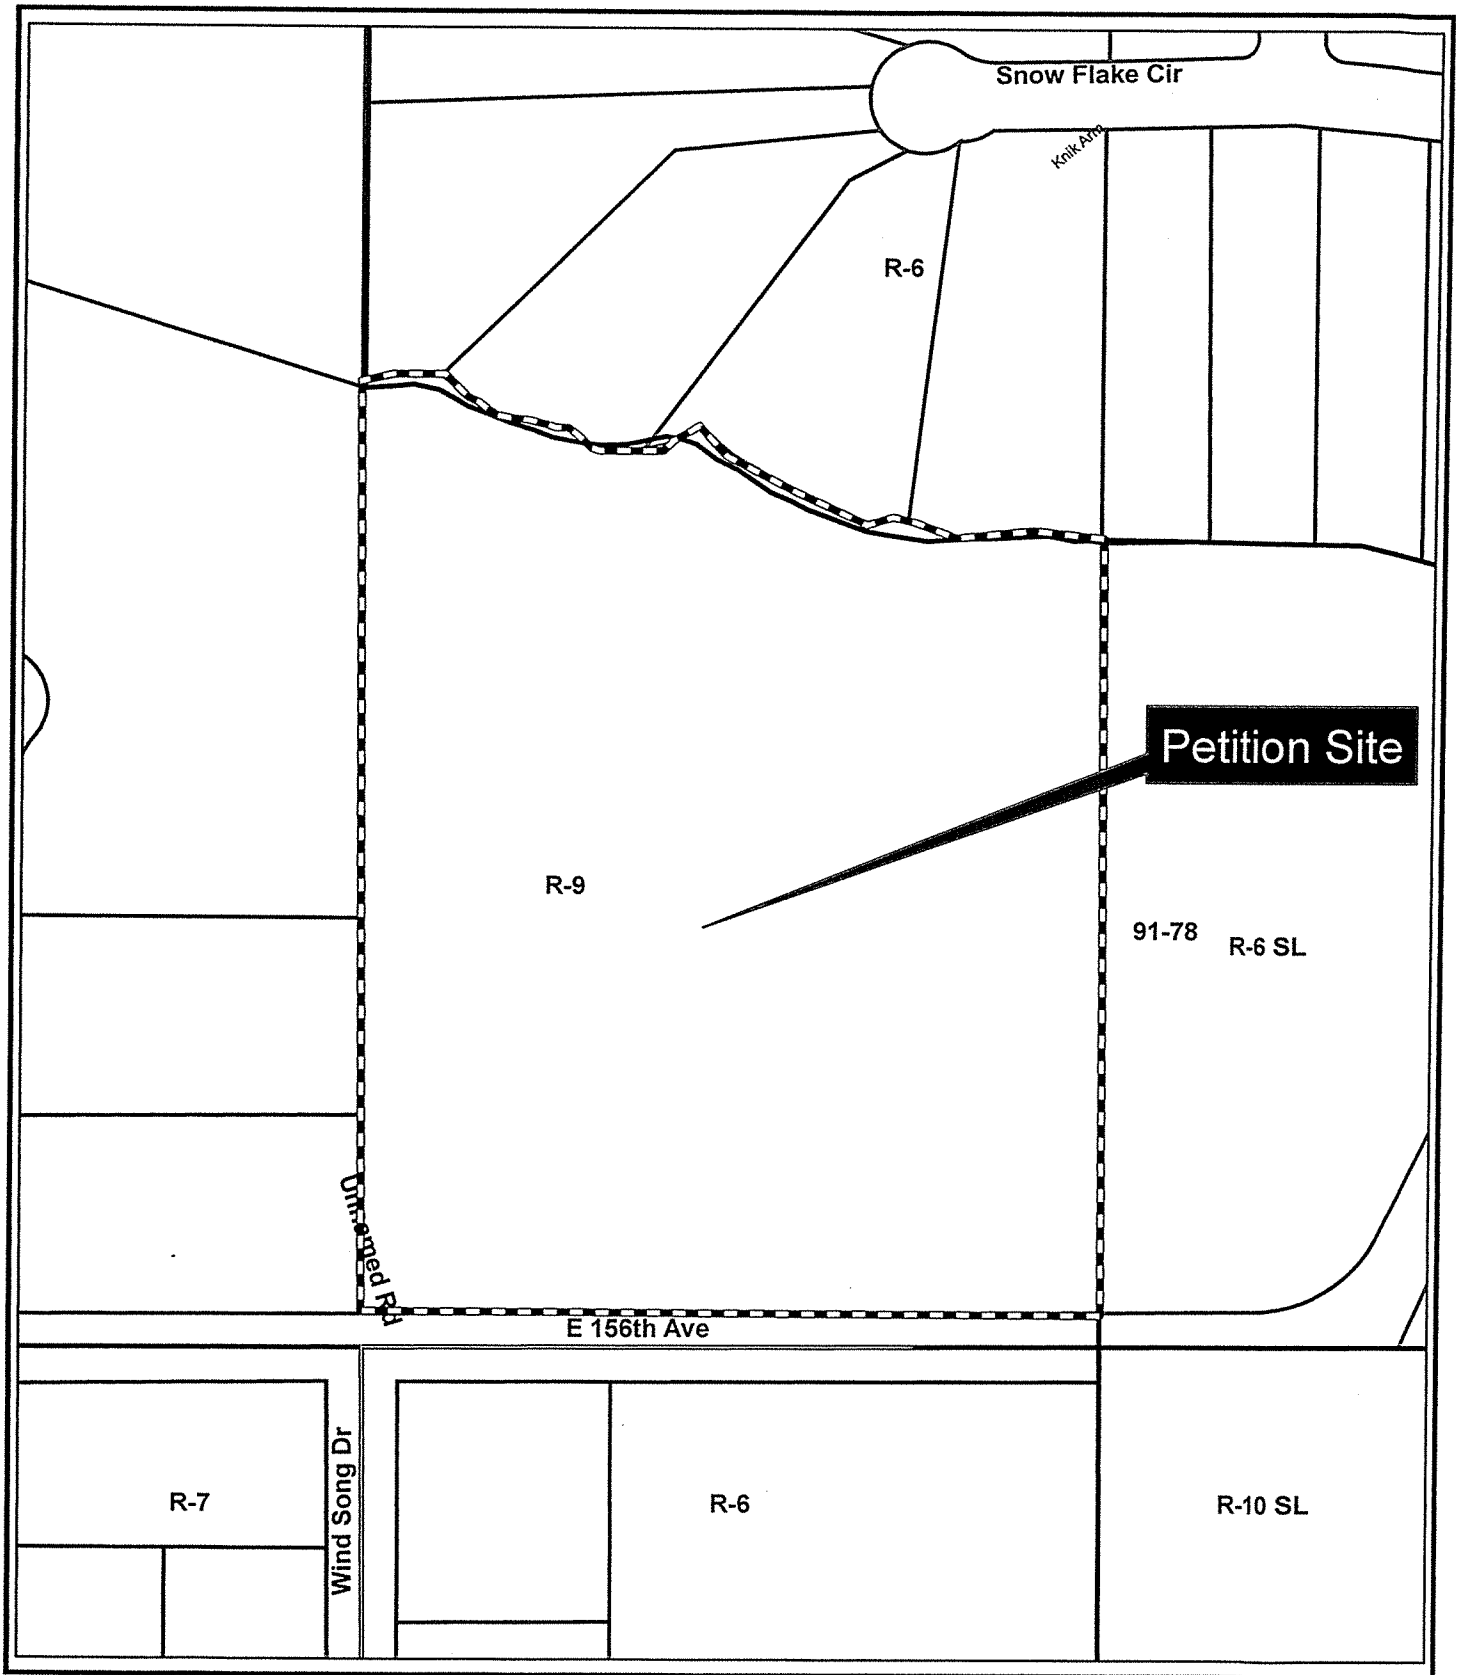 Snow Flake Cir
Knik Arm
R-6
Petition Site
R-9
91-78
R-6 SL
E 156th Ave
Wind Song Dr
R-7
R-6
R-10 SL